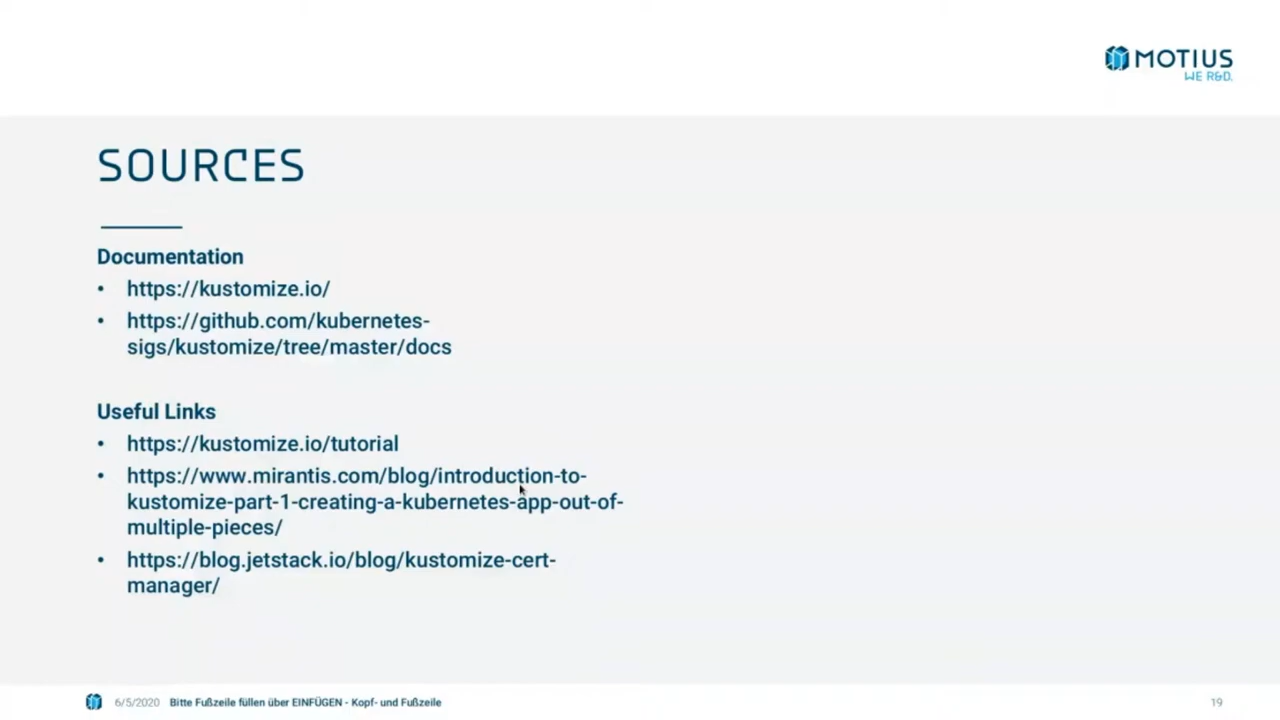 MOTIUS
WE R&D.
SOURCES
Documentation
• https://kustomize.io/
• https://github.com/kubernetes-
sigs/kustomize/tree/master/docs
Useful Links
• https://kustomize.io/tutorial
• https://www.mirantis.com/blog/introduction-to-
kustomize-part-1-creating-a-kubernetes-app-out-of-
multiple-pieces/
• https://blog.jetstack.io/blog/kustomize-cert-
manager/
6/5/2020 Bitte Fußzeile füllen über EINFÜGEN - Kopf- und Fußzeile 19